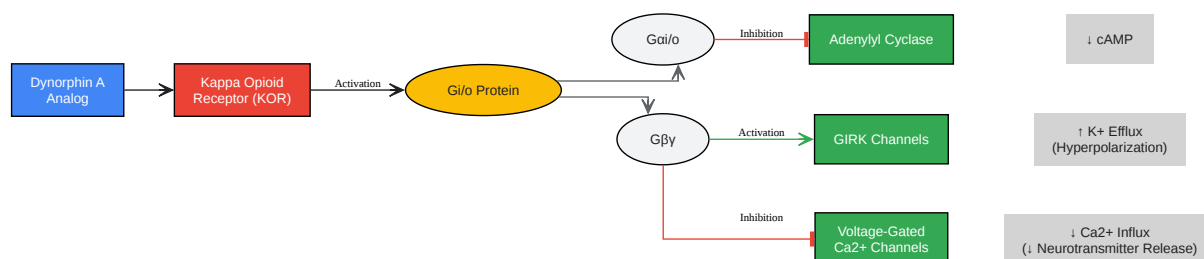 Dynorphin A
Analog
Kappa Opioid
Receptor (KOR)
Activation
Gi/o Protein
Gαi/o
Inhibition
Adenylyl Cyclase
↓ cAMP
Gβγ
Activation
GIRK Channels
↑ K+ Efflux
(Hyperpolarization)
Inhibition
Voltage-Gated
Ca2+ Channels
↓ Ca2+ Influx
(↓ Neurotransmitter Release)